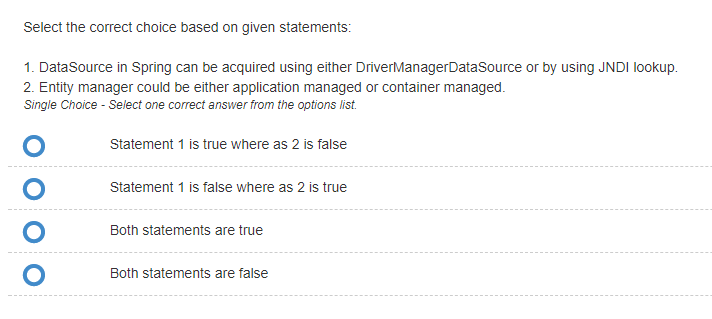 Select the correct choice based on given statements:
1. DataSource in Spring can be acquired using either DriverManagerDataSource or by using JNDI lookup.
2. Entity manager could be either application managed or container managed.
Single Choice - Select one correct answer from the options list.
Statement 1 is true where as 2 is false
Statement 1 is false where as 2 is true
Both statements are true
Both statements are false